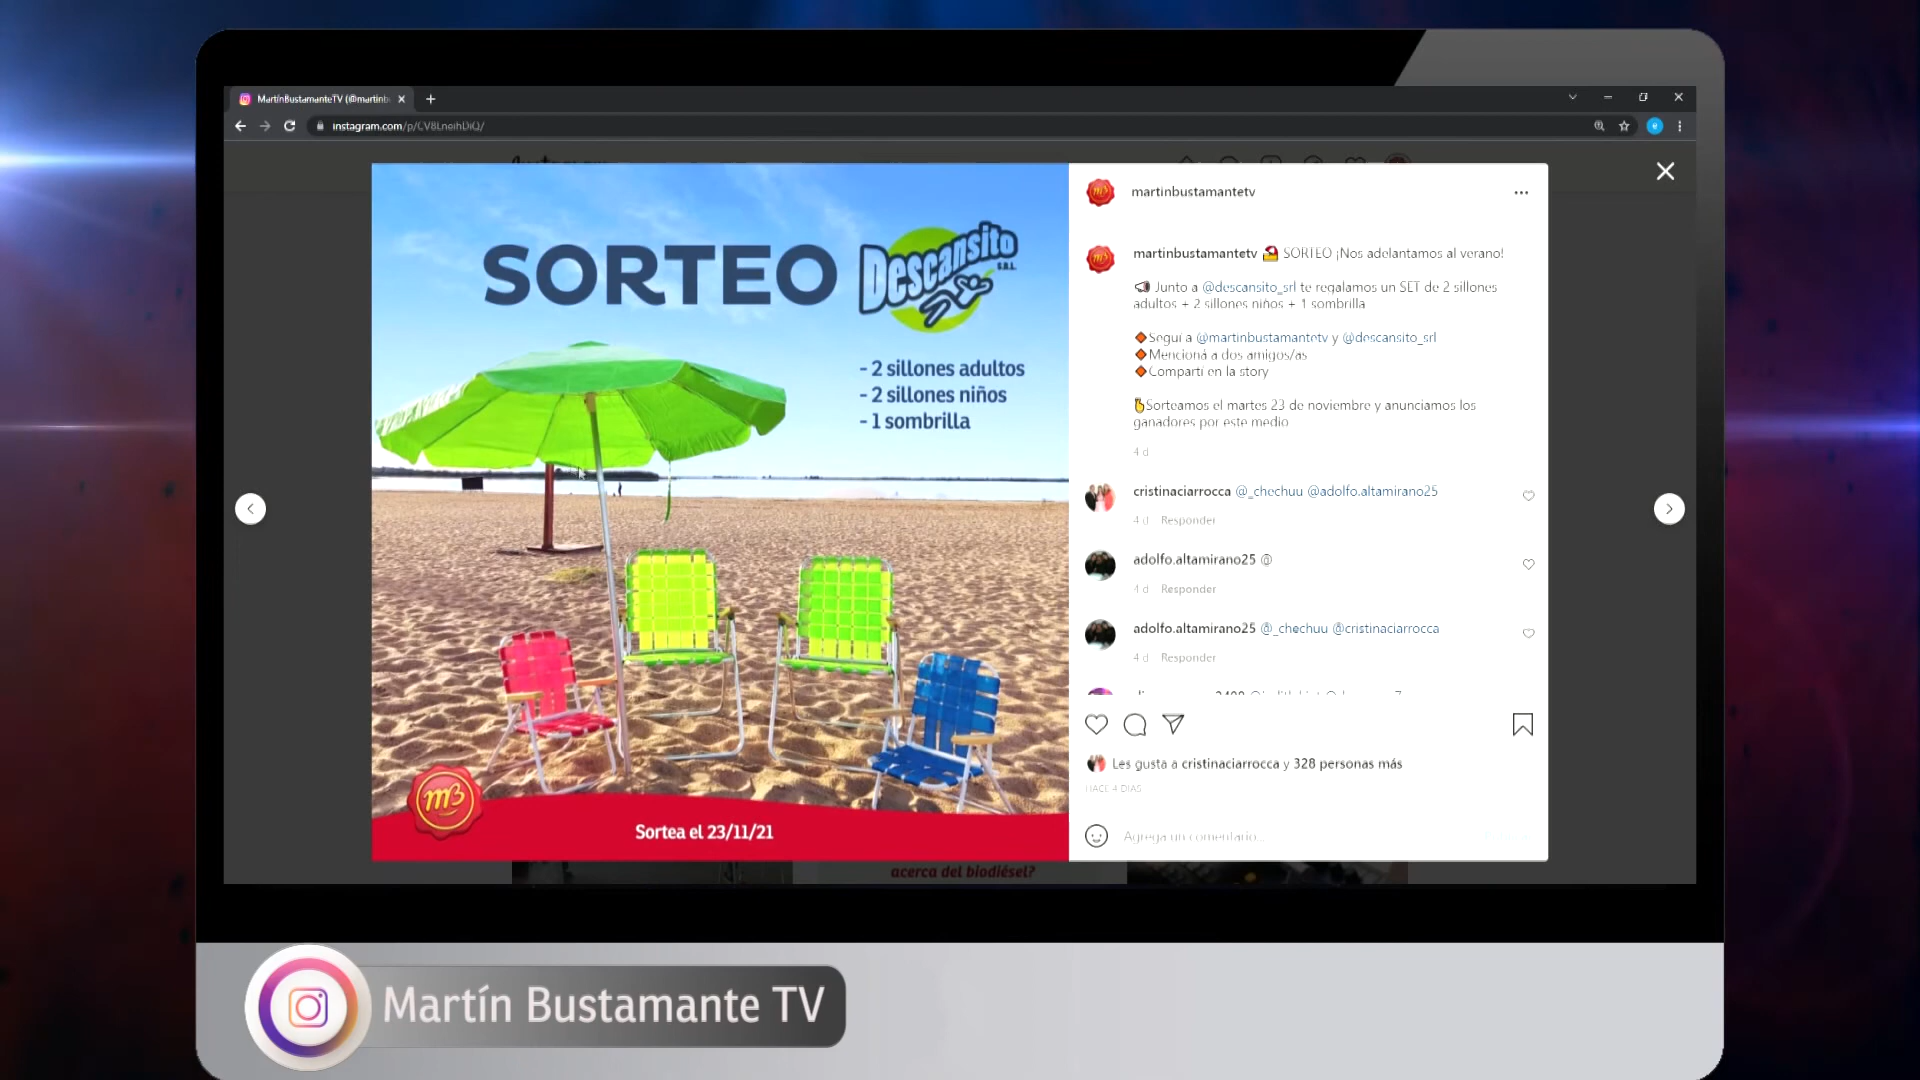 MartínBustamanteTV (@martinb
instagram.com/p/CV8LneihDiQ/
SORTEO
Descansito
S.R.L.
- 2 sillones adultos
- 2 sillones niños
- 1 sombrilla
mB
Sortea el 23/11/21
martinbustamantetv
martinbustamantetv SORTEO ¡Nos adelantamos al verano!
Junto a @descansito_srl te regalamos un SET de 2 sillones
adultos + 2 sillones niños + 1 sombrilla
Seguí a @martinbustamantetv y @descansito_srl
Mencioná a dos amigos/as
Compartí en la story
Sorteamos el martes 23 de noviembre y anunciamos los
ganadores por este medio
4 d
cristinaciarrocca @_chechuu @adolfo.altamirano25
4 d Responder
adolfo.altamirano25 @
4 d Responder
adolfo.altamirano25 @_chechuu @cristinaciarrocca
4 d Responder
Les gusta a cristinaciarrocca y 328 personas más
HACE 4 DÍAS
Agrega un comentario...
acerca del biodiésel?
Martín Bustamante TV